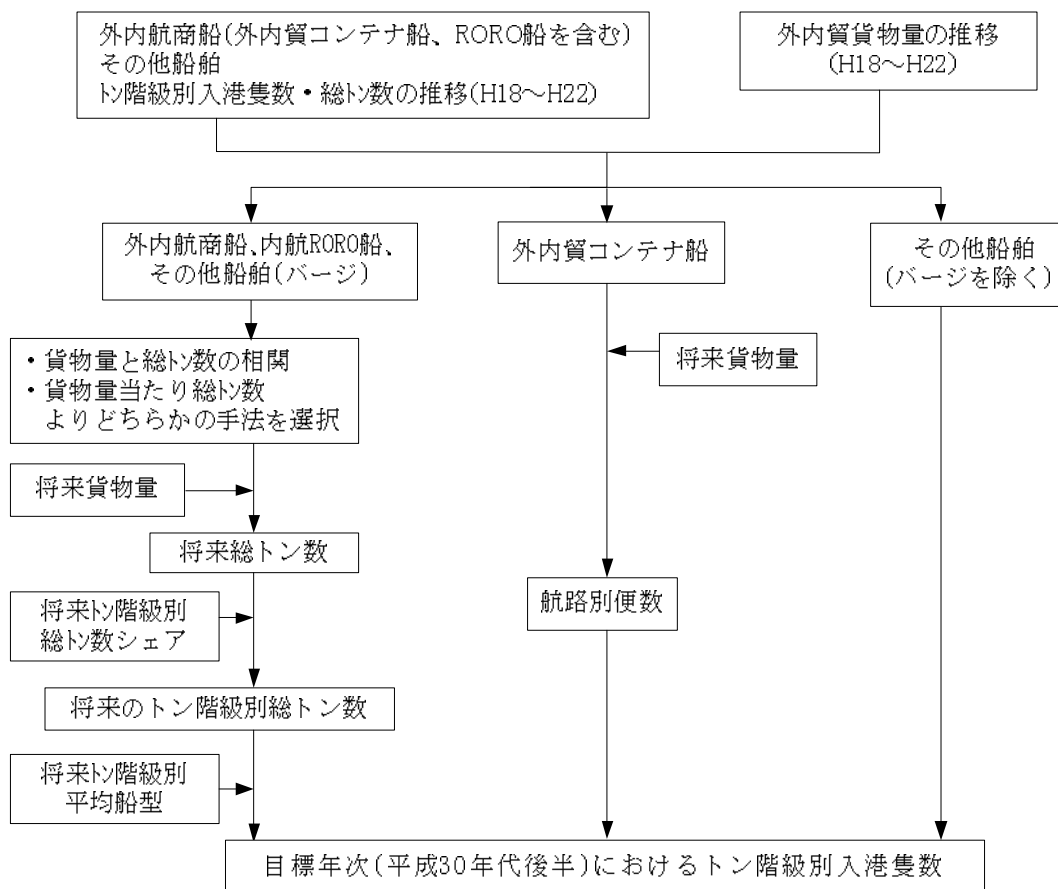 外内航商船(外内貿コンテナ船、RORO船を含む)
その他船舶
トン階級別入港隻数・総トン数の推移(H18～H22)
外内貿貨物量の推移
(H18～H22)
外内航商船、内航RORO船、
その他船舶(バージ)
外内貿コンテナ船
その他船舶
(バージを除く)
・貨物量と総トン数の相関
・貨物量当たり総トン数
よりどちらかの手法を選択
将来貨物量
将来貨物量
将来総トン数
将来トン階級別
総トン数シェア
航路別便数
将来のトン階級別総トン数
将来トン階級別
平均船型
目標年次(平成30年代後半)におけるトン階級別入港隻数